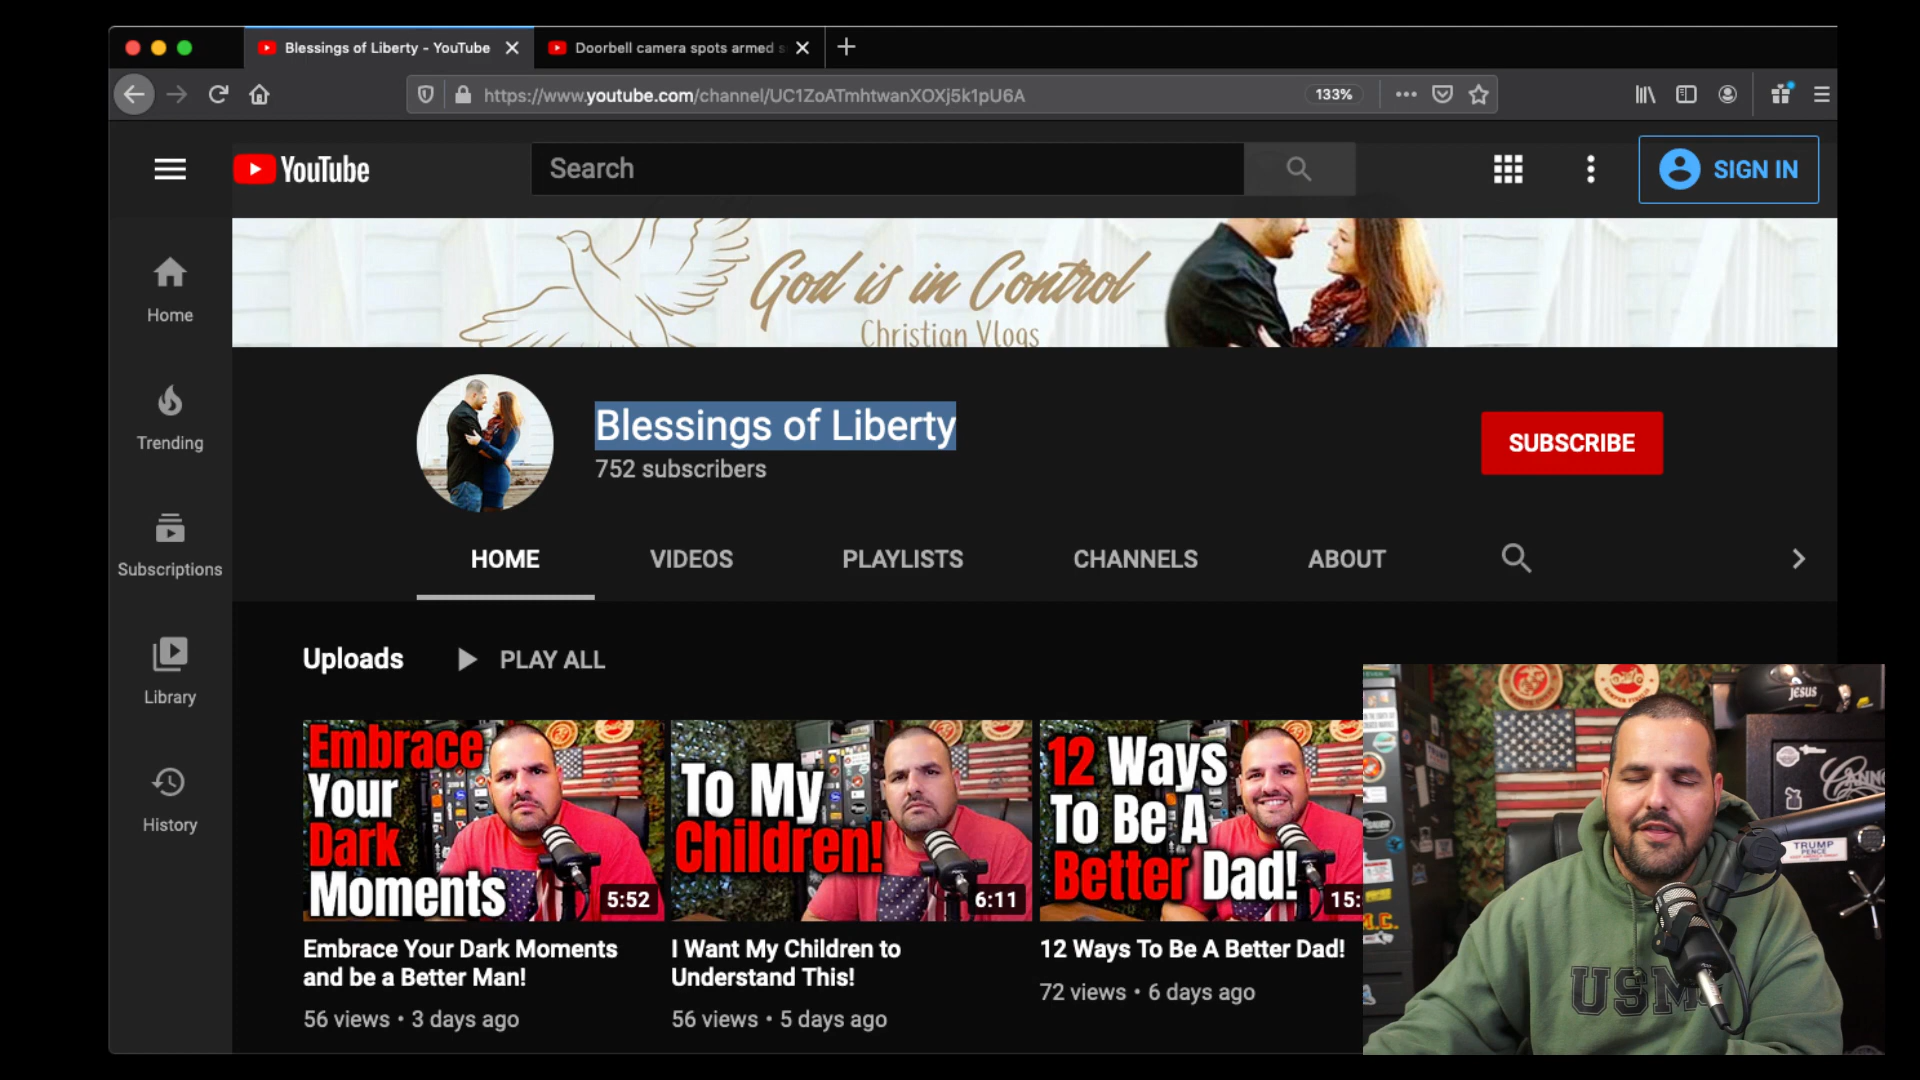 Blessings of Liberty - YouTube
Doorbell camera spots armed s
https://www.youtube.com/channel/UC1ZoATmhtwanXOXj5k1pU6A
133%
YouTube
Search
SIGN IN
God is in Control
Christian Vlogs
Home
Trending
Subscriptions
Library
History
Blessings of Liberty
752 subscribers
SUBSCRIBE
HOME
VIDEOS
PLAYLISTS
CHANNELS
ABOUT
Uploads
PLAY ALL
Embrace
Your
Dark
Moments
5:52
To My
Children!
6:11
12 Ways
To Be A
Better Dad!
15:
Embrace Your Dark Moments
and be a Better Man!
56 views • 3 days ago
I Want My Children to
Understand This!
56 views • 5 days ago
12 Ways To Be A Better Dad!
72 views • 6 days ago
JESUS
TRUMP
PENCE
USMC